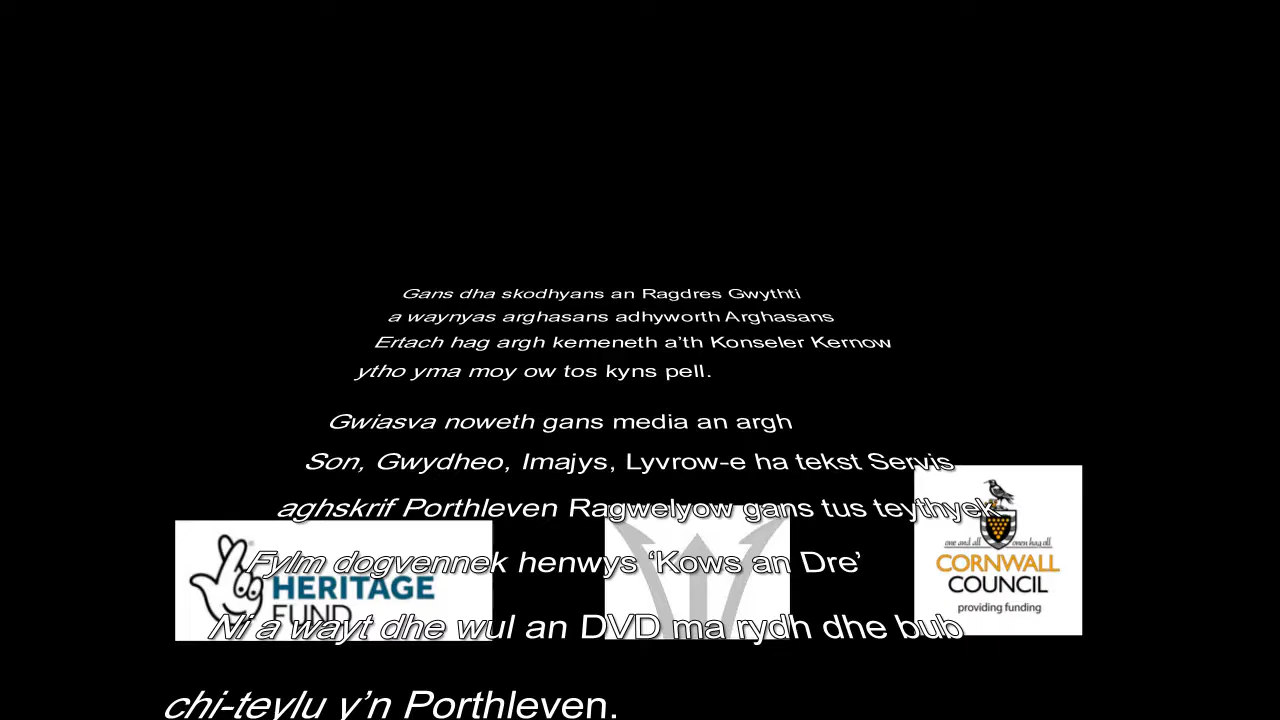 Gans dha skodhyans an Ragdres Gwythti
a waynyas arghasans adhyworth Arghasans
Ertach hag argh kemeneth a’th Konseler Kernow
ytho yma moy ow tos kyns pell.
Gwiasva noweth gans media an argh
Son, Gwydheo, Imajys, Lyvrow-e ha tekst Servis
aghskrif Porthleven Ragwelyow gans tus teythyek
Fylm dogvennek henwys ‘Kows an Dre’
Ni a wayt dhe wul an DVD ma rydh dhe bub
chi-teylu y’n Porthleven.
HERITAGE
FUND
one and all onen hag oll
CORNWALL
COUNCIL
providing funding